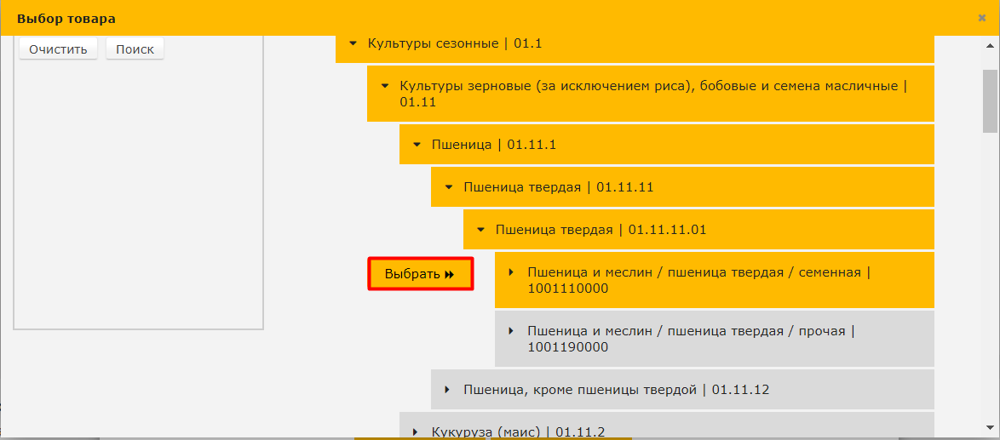 Выбор товара
Очистить Поиск
Культуры сезонные | 01.1
Культуры зерновые (за исключением риса), бобовые и семена масличные |
01.11
Пшеница | 01.11.1
Пшеница твердая | 01.11.11
Пшеница твердая | 01.11.11.01
Выбрать
Пшеница и меслин / пшеница твердая / семенная |
1001110000
Пшеница и меслин / пшеница твердая / прочая |
1001190000
Пшеница, кроме пшеницы твердой | 01.11.12
Кукуруза (маис) | 01.11.2